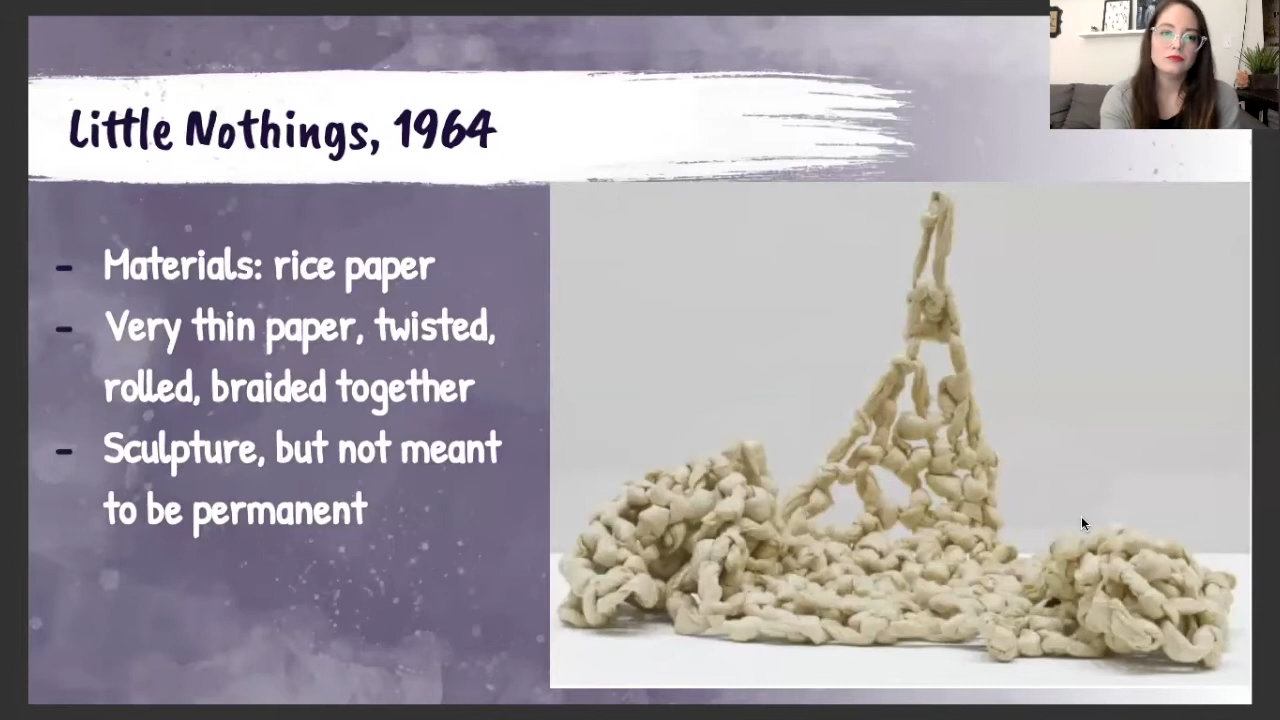 Little Nothings, 1964
- Materials: rice paper
- Very thin paper, twisted,
rolled, braided together
- Sculpture, but not meant
to be permanent